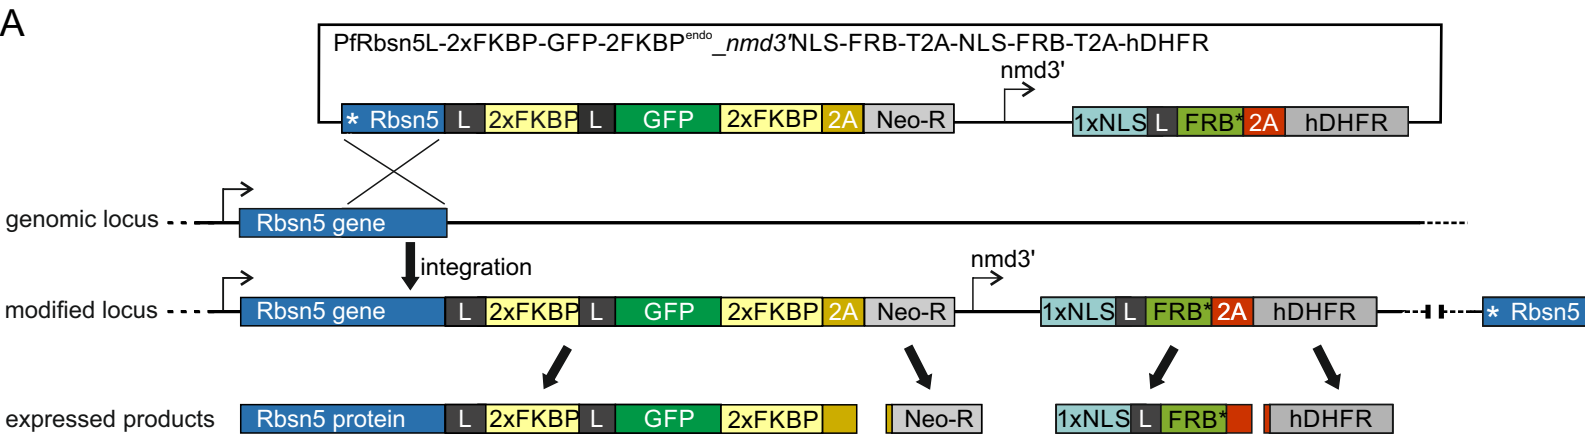 A
PfRbsn5L-2xFKBP-GFP-2FKBPendo_nmd3'NLS-FRB-T2A-NLS-FRB-T2A-hDHFR
nmd3'
* Rbsn5 L 2xFKBP L GFP 2xFKBP 2A Neo-R 1xNLS L FRB* 2A hDHFR
genomic locus Rbsn5 gene
integration
nmd3'
modified locus Rbsn5 gene L 2xFKBP L GFP 2xFKBP 2A Neo-R 1xNLS L FRB* 2A hDHFR * Rbsn5
expressed products Rbsn5 protein L 2xFKBP L GFP 2xFKBP Neo-R 1xNLS L FRB* hDHFR